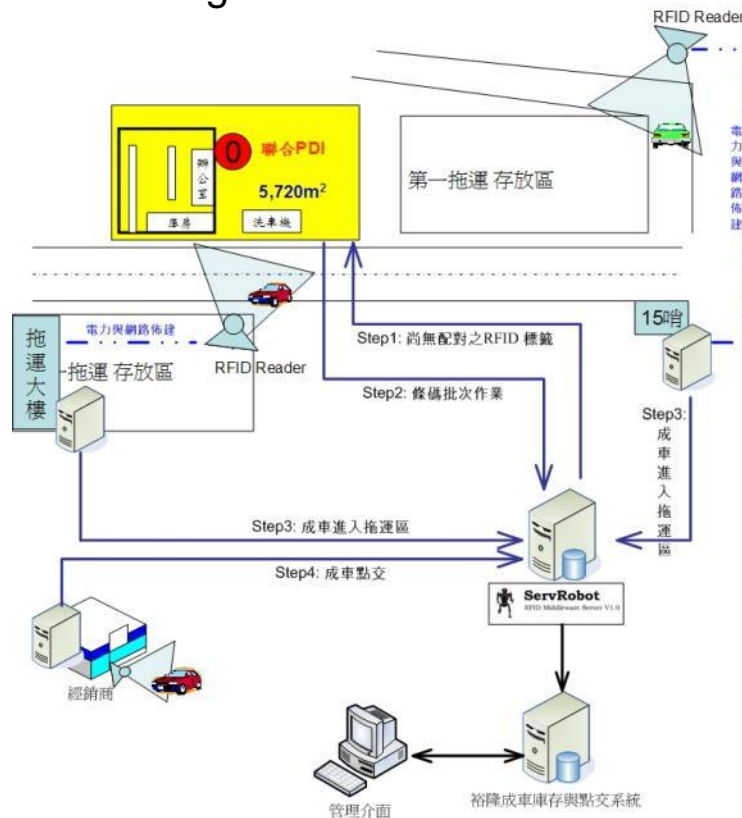 g
RFID Reader
聯合PDI
5,720m²
辦公室
庫房
洗車機
第一拖運 存放區
電力與網路佈建
15哨
拖運大樓
電力與網路佈建
一拖運 存放區
RFID Reader
Step1: 尚無配對之RFID 標籤
Step2: 條碼批次作業
Step3: 成車進入拖運區
Step3: 成車進入拖運區
Step4: 成車點交
ServRobot
RFID Middleware Server V1.0
經銷商
管理介面
裕隆成車庫存與點交系統